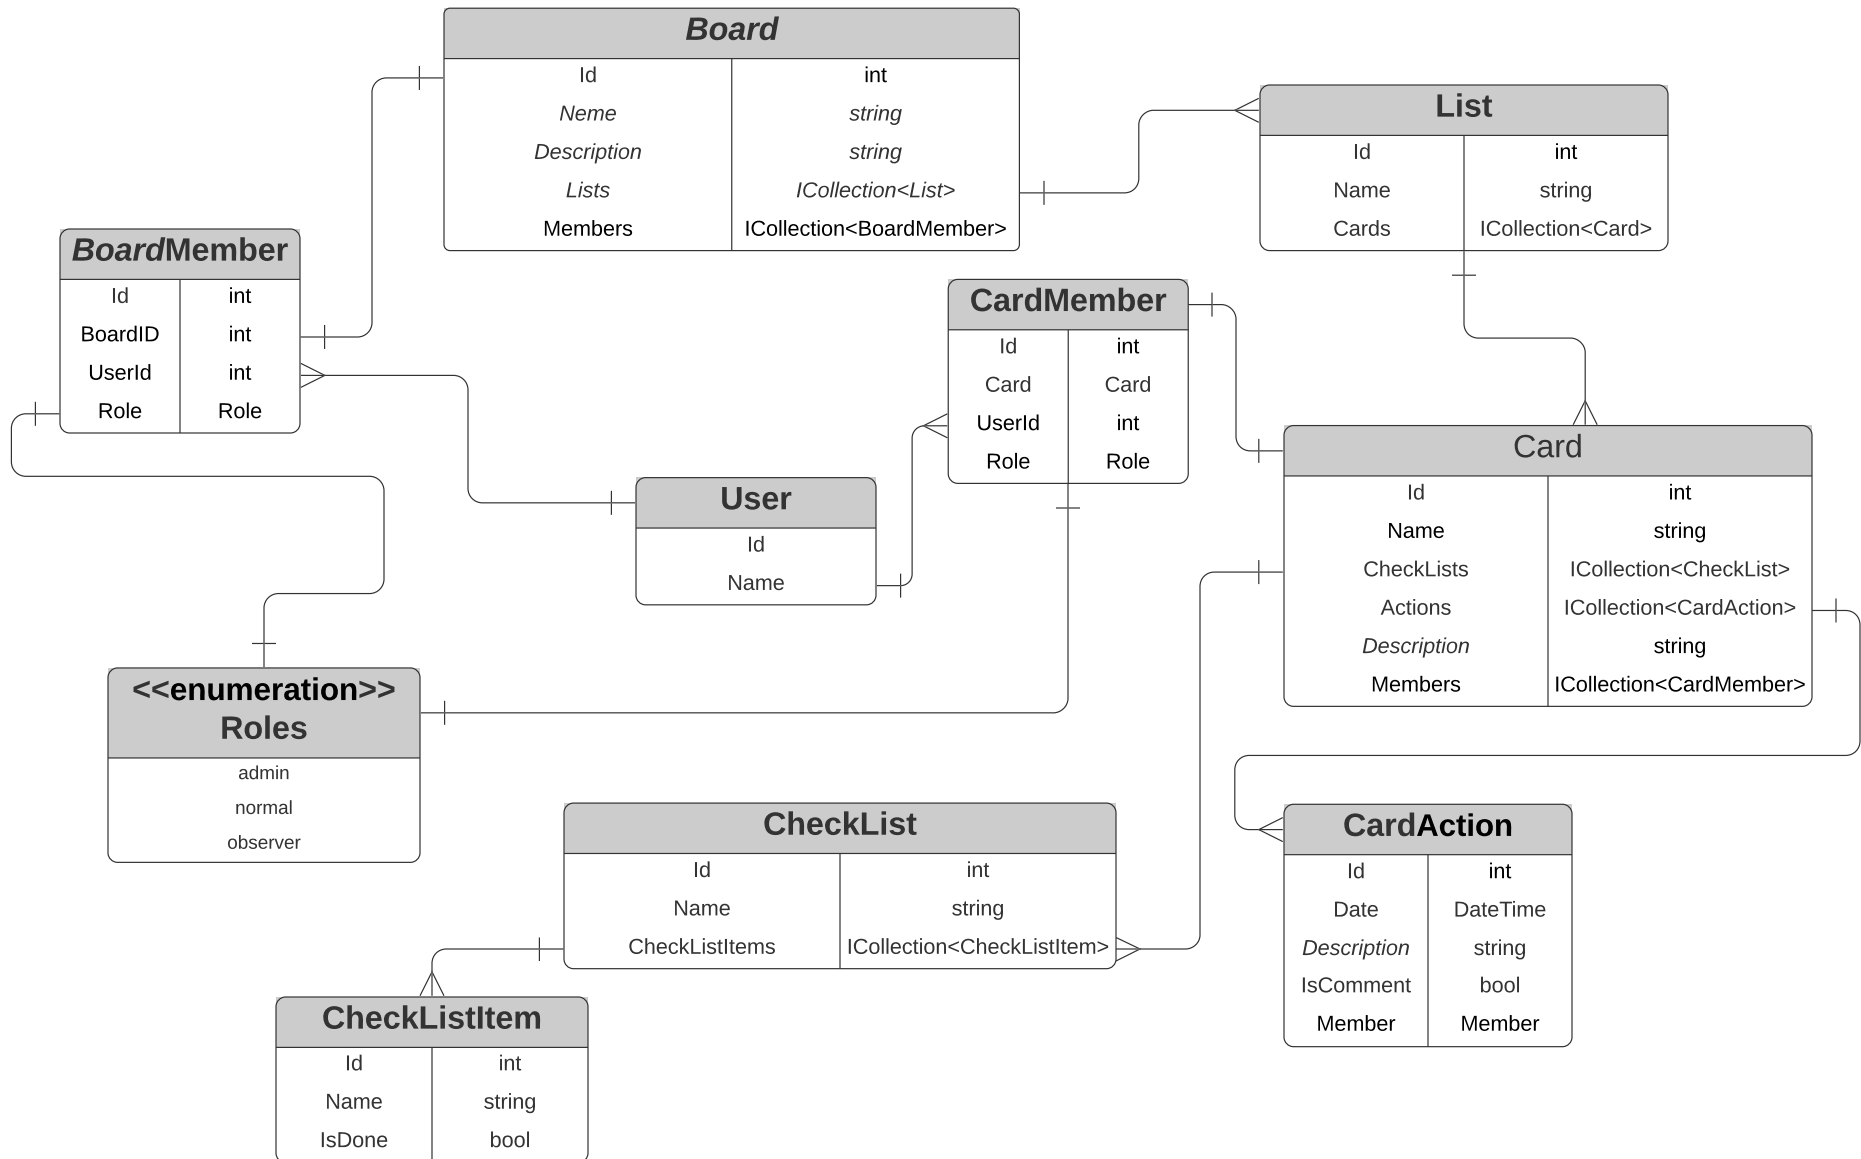 Board
Id int
Neme string
Description string
Lists ICollection<List>
Members ICollection<BoardMember>
List
Id int
Name string
Cards ICollection<Card>
BoardMember
Id int
BoardID int
UserId int
Role Role
CardMember
Id int
Card Card
UserId int
Role Role
Card
Id int
Name string
CheckLists ICollection<CheckList>
Actions ICollection<CardAction>
Description string
Members ICollection<CardMember>
User
Id
Name
<<enumeration>>
Roles
admin
normal
observer
CheckList
Id int
Name string
CheckListItems ICollection<CheckListItem>
CardAction
Id int
Date DateTime
Description string
IsComment bool
Member Member
CheckListItem
Id int
Name string
IsDone bool